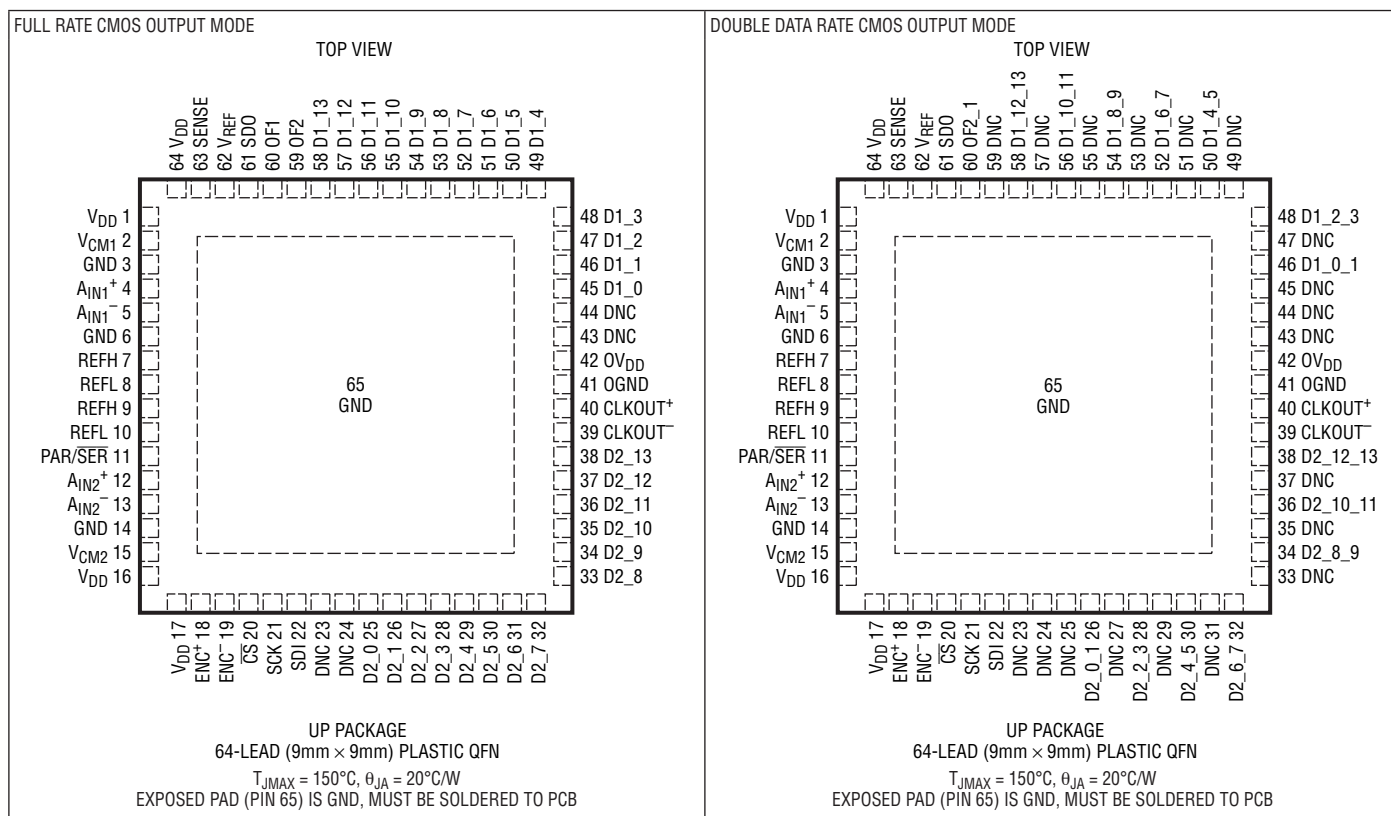 FULL RATE CMOS OUTPUT MODE
TOP VIEW
64 VDD
63 SENSE
62 VREF
61 SDO
60 OF1
59 OF2
58 D1_13
57 D1_12
56 D1_11
55 D1_10
54 D1_9
53 D1_8
52 D1_7
51 D1_6
50 D1_5
49 D1_4
VDD 1
VCM1 2
GND 3
AIN1+ 4
AIN1− 5
GND 6
REFH 7
REFL 8
REFH 9
REFL 10
PAR/SER 11
AIN2+ 12
AIN2− 13
GND 14
VCM2 15
VDD 16
65
GND
48 D1_3
47 D1_2
46 D1_1
45 D1_0
44 DNC
43 DNC
42 OVDD
41 OGND
40 CLKOUT+
39 CLKOUT−
38 D2_13
37 D2_12
36 D2_11
35 D2_10
34 D2_9
33 D2_8
VDD 17
ENC+ 18
ENC− 19
CS 20
SCK 21
SDI 22
DNC 23
DNC 24
D2_0 25
D2_1 26
D2_2 27
D2_3 28
D2_4 29
D2_5 30
D2_6 31
D2_7 32
UP PACKAGE
64-LEAD (9mm × 9mm) PLASTIC QFN
TJMAX = 150°C, θJA = 20°C/W
EXPOSED PAD (PIN 65) IS GND, MUST BE SOLDERED TO PCB
DOUBLE DATA RATE CMOS OUTPUT MODE
TOP VIEW
64 VDD
63 SENSE
62 VREF
61 SDO
60 OF2_1
59 DNC
58 D1_12_13
57 DNC
56 D1_10_11
55 DNC
54 D1_8_9
53 DNC
52 D1_6_7
51 DNC
50 D1_4_5
49 DNC
VDD 1
VCM1 2
GND 3
AIN1+ 4
AIN1− 5
GND 6
REFH 7
REFL 8
REFH 9
REFL 10
PAR/SER 11
AIN2+ 12
AIN2− 13
GND 14
VCM2 15
VDD 16
65
GND
48 D1_2_3
47 DNC
46 D1_0_1
45 DNC
44 DNC
43 DNC
42 OVDD
41 OGND
40 CLKOUT+
39 CLKOUT−
38 D2_12_13
37 DNC
36 D2_10_11
35 DNC
34 D2_8_9
33 DNC
VDD 17
ENC+ 18
ENC− 19
CS 20
SCK 21
SDI 22
DNC 23
DNC 24
DNC 25
D2_0_1 26
DNC 27
D2_2_3 28
DNC 29
D2_4_5 30
DNC 31
D2_6_7 32
UP PACKAGE
64-LEAD (9mm × 9mm) PLASTIC QFN
TJMAX = 150°C, θJA = 20°C/W
EXPOSED PAD (PIN 65) IS GND, MUST BE SOLDERED TO PCB